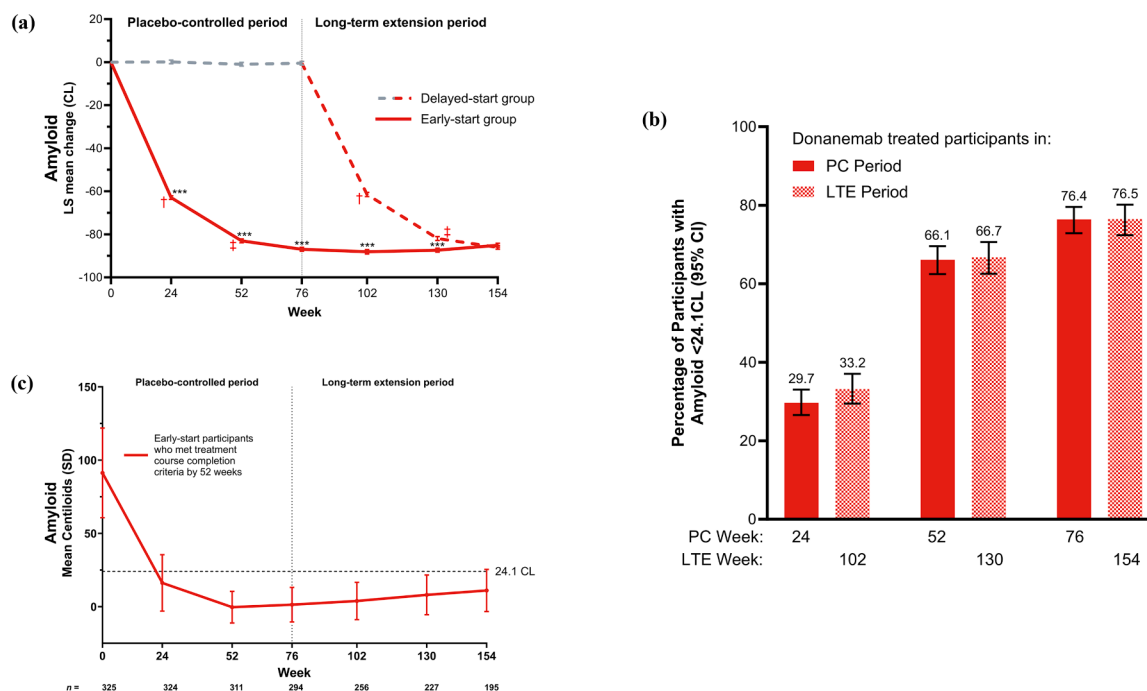 (a)
Placebo-controlled period
Long-term extension period
Amyloid
LS mean change (CL)
20
0
-20
-40
-60
-80
-100
Delayed-start group
Early-start group
†
***
‡
***
***
†
***
***
‡
0
24
52
76
102
130
154
Week
(b)
Percentage of Participants with
Amyloid <24.1CL (95% CI)
100
80
60
40
20
0
Donanemab treated participants in:
PC Period
LTE Period
29.7
33.2
66.1
66.7
76.4
76.5
PC Week:
24
52
76
LTE Week:
102
130
154
(c)
Placebo-controlled period
Long-term extension period
Amyloid
Mean Centiloids (SD)
150
100
50
0
Early-start participants
who met treatment
course completion
criteria by 52 weeks
24.1 CL
0
24
52
76
102
130
154
Week
n =
325
324
311
294
256
227
195